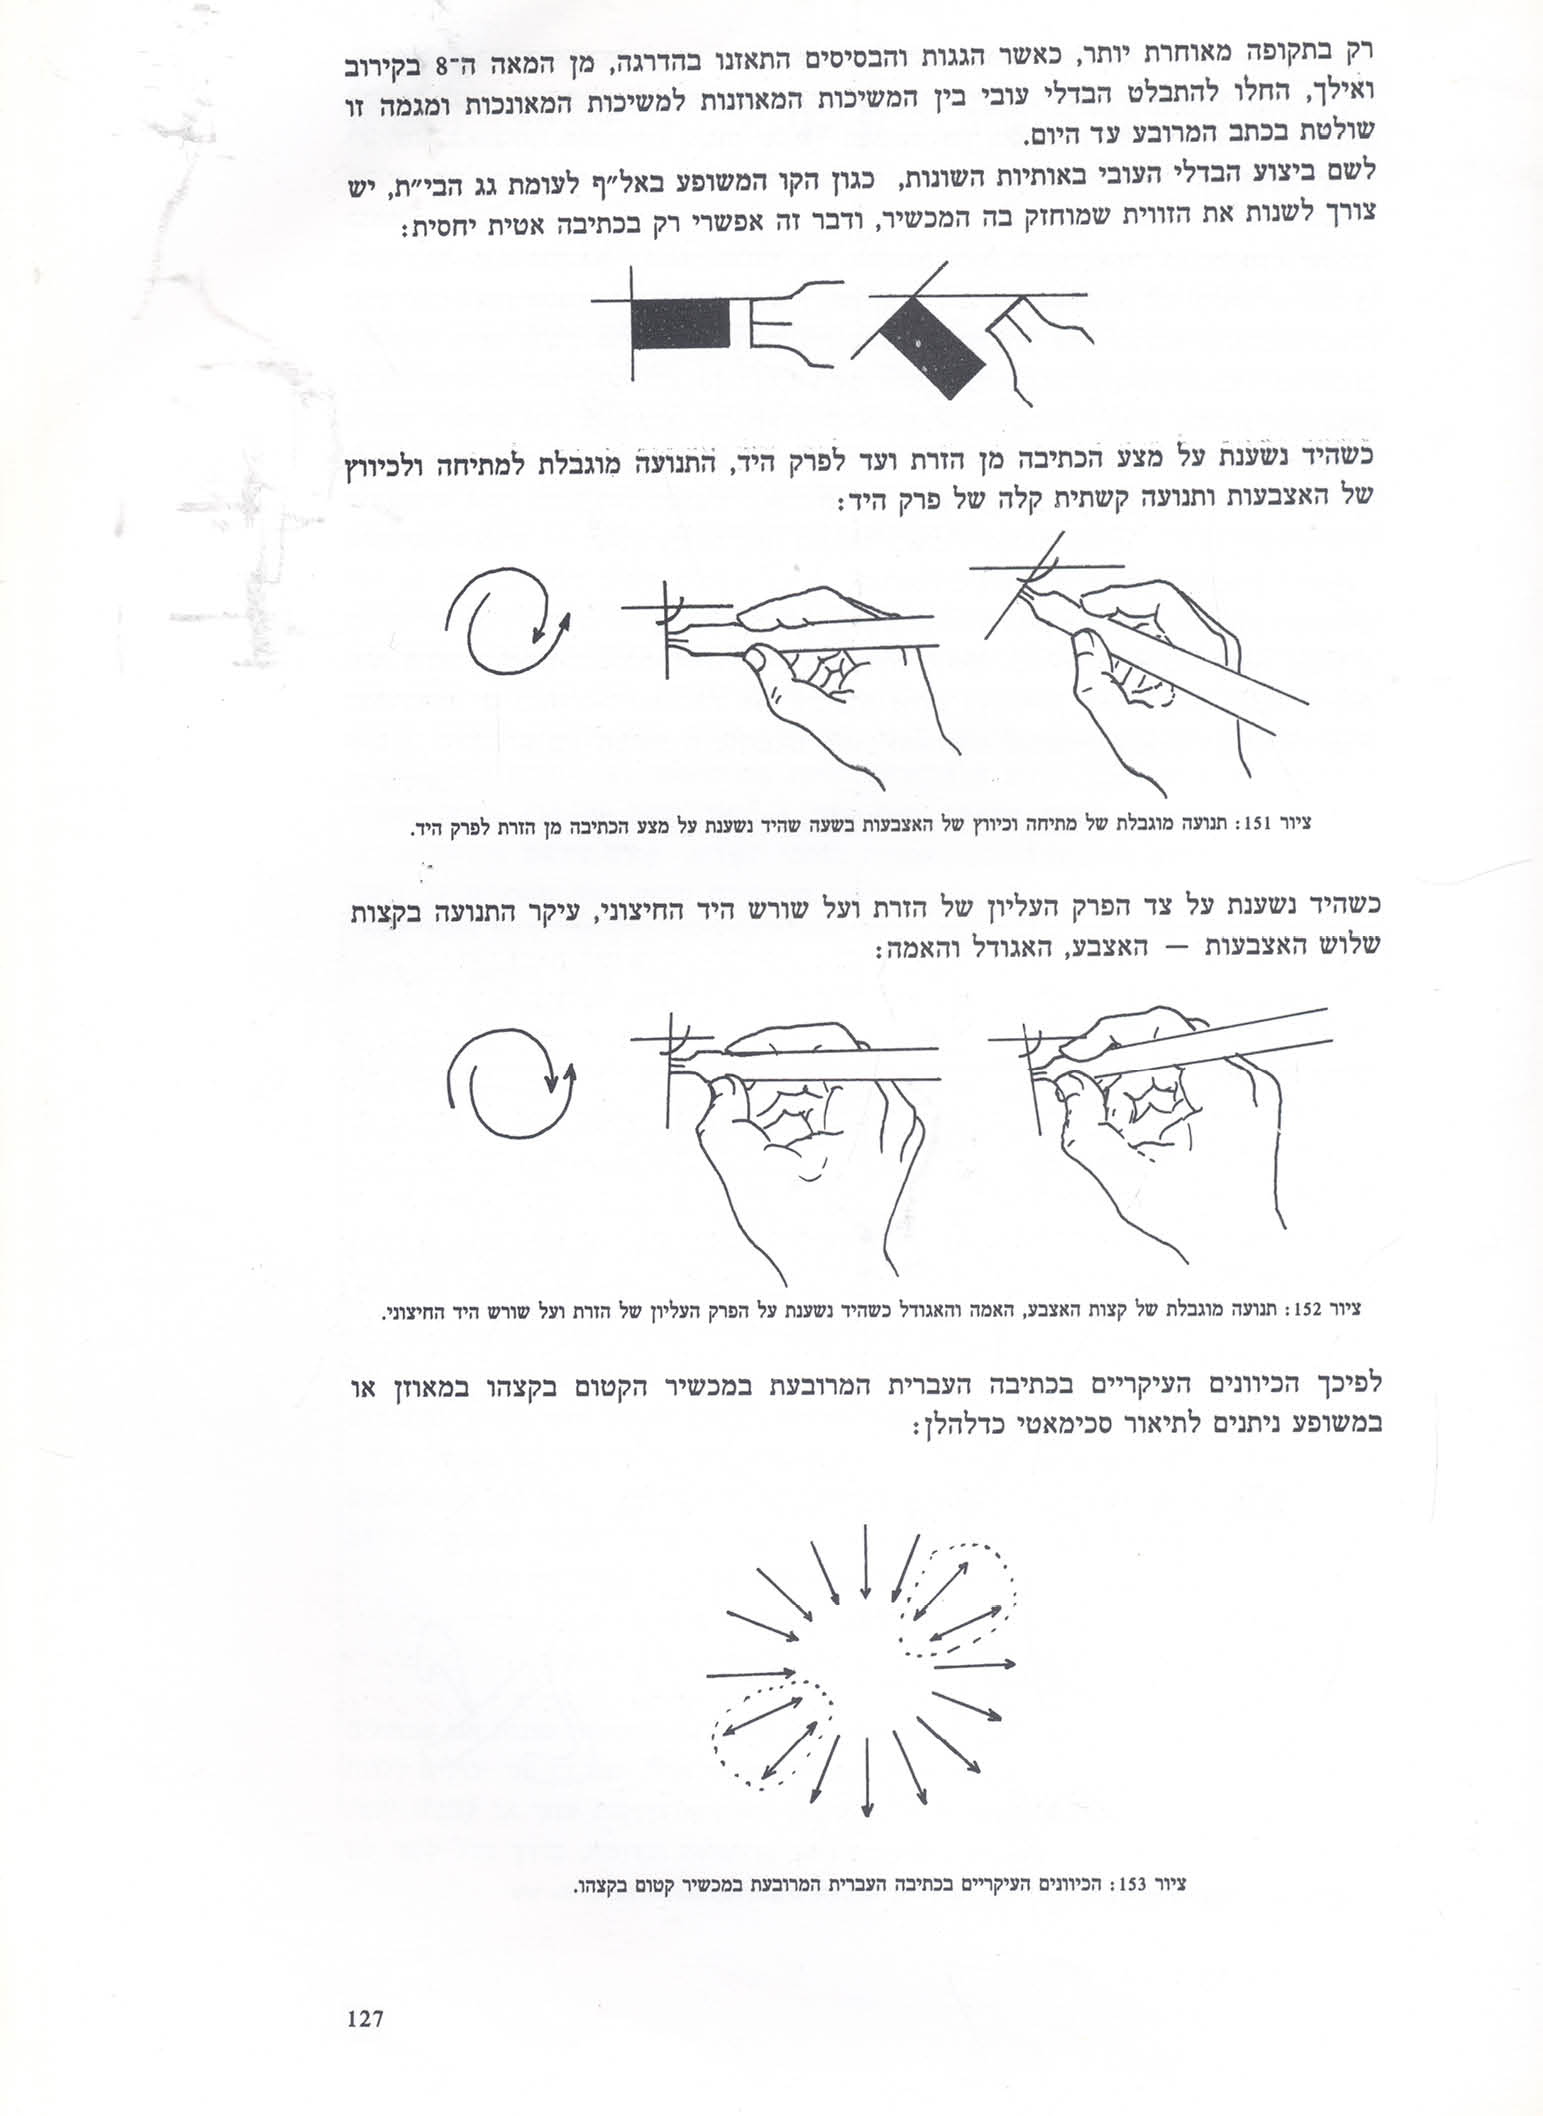 רק בתקופה מאוחרת יותר, כאשר הגגות והבסיסים התאזנו בהדרגה, מן המאה ה־8 בקירוב
ואילך, החלו להתבלט הבדלי עובי בין המשיכות המאוזנות למשיכות המאונכות ומגמה זו
שולטת בכתב המרובע עד היום.
לשם ביצוע הבדלי העובי באותיות השונות, כגון הקו המשופע באל״ף לעומת גג הבי״ת, יש
צורך לשנות את הזווית שמוחזק בה המכשיר, ודבר זה אפשרי רק בכתיבה אטית יחסית:
כשהיד נשענת על מצע הכתיבה מן הזרת ועד לפרק היד, התנועה מוגבלת למתיחה ולכיווץ
של האצבעות ותנועה קשתית קלה של פרק היד:
ציור 151: תנועה מוגבלת של מתיחה וכיווץ של האצבעות בשעה שהיד נשענת על מצע הכתיבה מן הזרת לפרק היד.
כשהיד נשענת על צד הפרק העליון של הזרת ועל שורש היד החיצוני, עיקר התנועה בקצות
שלוש האצבעות — האצבע, האגודל והאמה:
ציור 152: תנועה מוגבלת של קצות האצבע, האמה והאגודל כשהיד נשענת על הפרק העליון של הזרת ועל שורש היד החיצוני.
לפיכך הכיוונים העיקריים בכתיבה העברית המרובעת במכשיר הקטום בקצהו במאוזן או
במשופע ניתנים לתיאור סכימאטי כדלהלן:
ציור 153: הכיוונים העיקריים בכתיבה העברית המרובעת במכשיר קטום בקצהו.
127